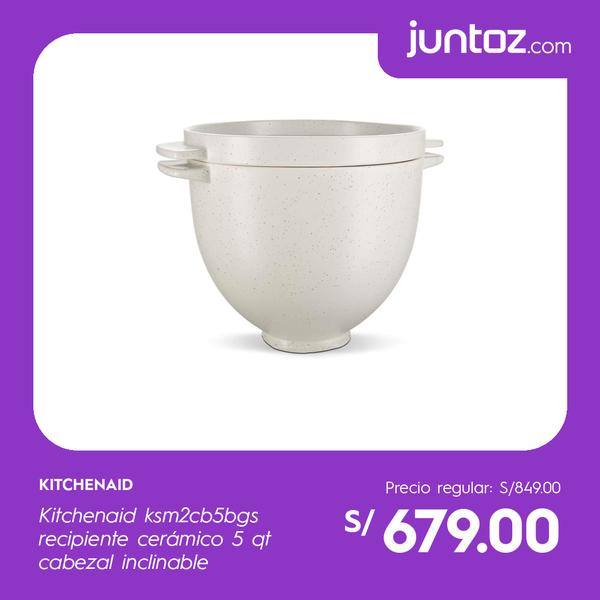 juntoz.com
KITCHENAID
Kitchenaid ksm2cb5bgs
recipiente cerámico 5 qt
cabezal inclinable
Precio regular: S/849.00
S/ 679.00